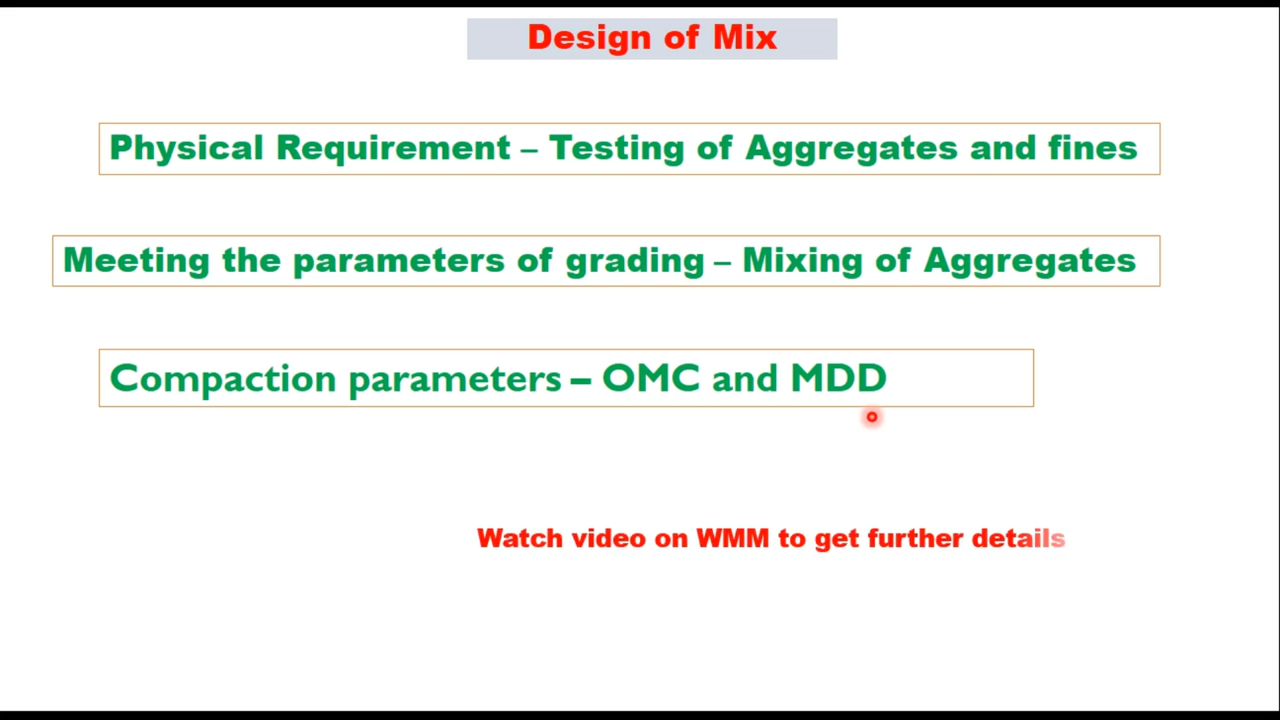 Design of Mix
Physical Requirement – Testing of Aggregates and fines
Meeting the parameters of grading – Mixing of Aggregates
Compaction parameters – OMC and MDD
Watch video on WMM to get further details